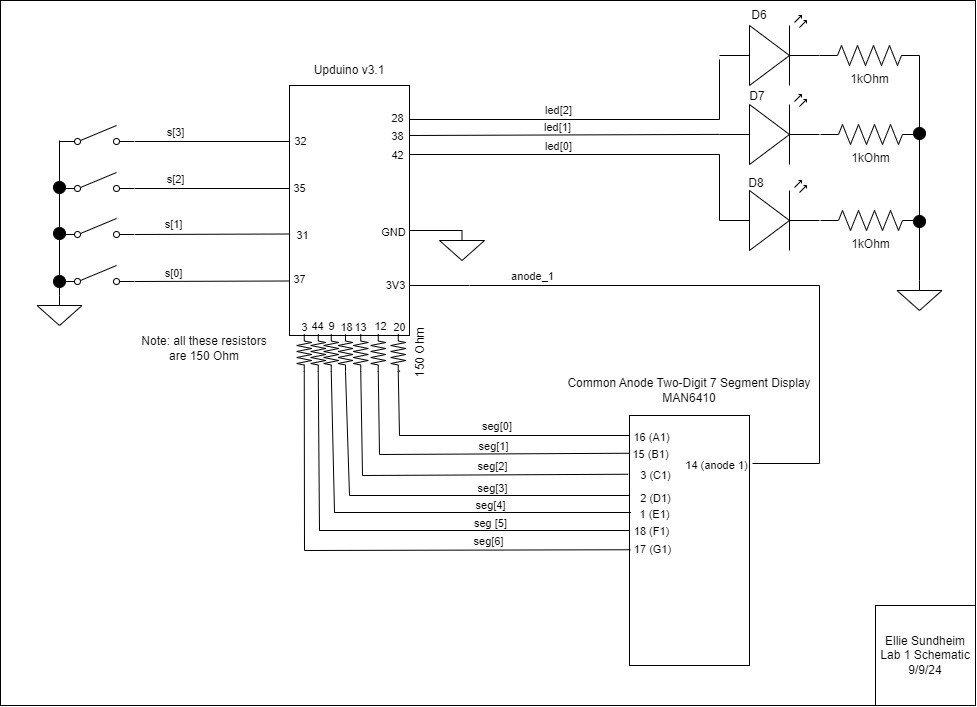 D6
1kOhm
D7
1kOhm
D8
1kOhm
Upduino v3.1
28
38
42
GND
3V3
32
35
31
37
3 44 9 18 13 12 20
led[2]
led[1]
led[0]
s[3]
s[2]
s[1]
s[0]
anode_1
Note: all these resistors
are 150 Ohm
150 Ohm
Common Anode Two-Digit 7 Segment Display
MAN6410
seg[0]
seg[1]
seg[2]
seg[3]
seg[4]
seg [5]
seg[6]
16 (A1)
15 (B1)
3 (C1)
2 (D1)
1 (E1)
18 (F1)
17 (G1)
14 (anode 1)
Ellie Sundheim
Lab 1 Schematic
9/9/24